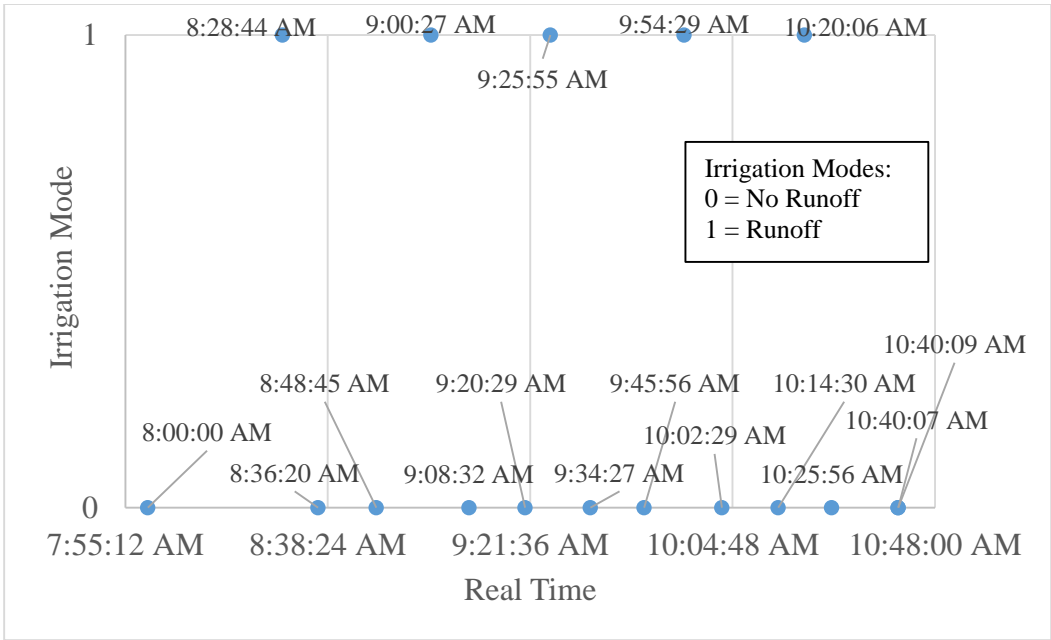 1
8:28:44 AM
9:00:27 AM
9:54:29 AM
10:20:06 AM
9:25:55 AM
Irrigation Modes:
0 = No Runoff
1 = Runoff
Irrigation Mode
10:40:09 AM
8:48:45 AM
9:20:29 AM
9:45:56 AM
10:14:30 AM
8:00:00 AM
10:02:29 AM
10:40:07 AM
8:36:20 AM
9:08:32 AM
9:34:27 AM
10:25:56 AM
0
7:55:12 AM
8:38:24 AM
9:21:36 AM
10:04:48 AM
10:48:00 AM
Real Time